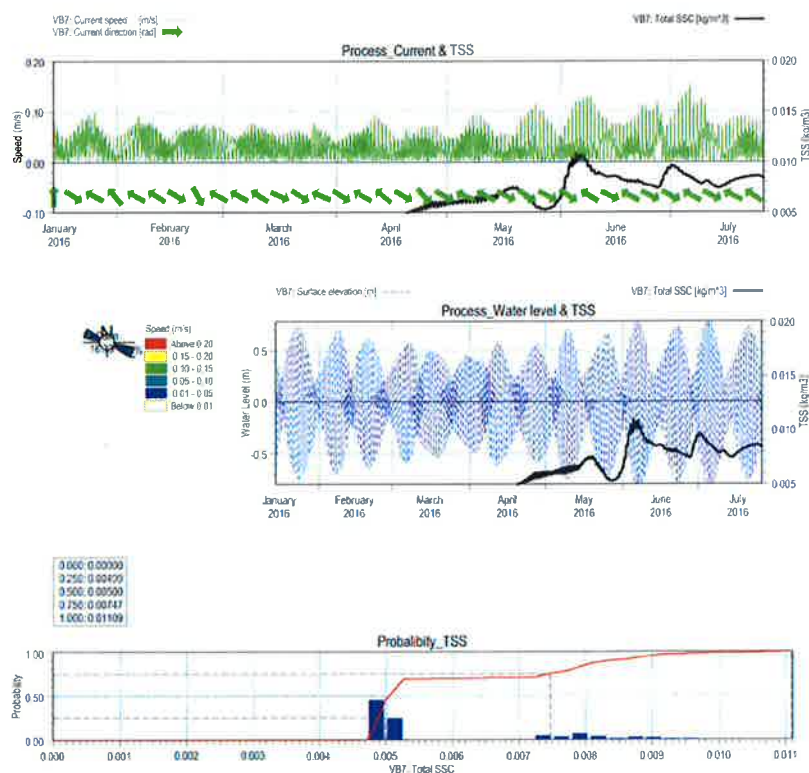 VB7: Current speed [m/s]
VB7: Current direction [rad]
VB7: Total SSC [kg/m^3]
Process_Current & TSS
0.20
0.10
0.00
-0.10
Speed (m/s)
0.020
0.015
0.010
0.005
TSS [kg/m3]
January
2016
February
2016
March
2016
April
2016
May
2016
June
2016
July
2016
VB7: Surface elevation [m]
VB7: Total SSC [kg/m^3]
Process_Water level & TSS
Speed (m/s)
Above 0.20
0.15 - 0.20
0.10 - 0.15
0.05 - 0.10
0.01 - 0.05
Below 0.01
0.5
0.0
-0.5
Water Level (m)
0.020
0.015
0.010
0.005
TSS [kg/m3]
January
2016
February
2016
March
2016
April
2016
May
2016
June
2016
July
2016
0.000: 0.00000
0.500: 0.00500
0.750: 0.00747
1.000: 0.01109
Probalibity_TSS
1.00
0.50
0.00
Probability
0.000
0.001
0.002
0.003
0.004
0.005
0.006
0.007
0.008
0.009
0.010
0.011
VB7: Total SSC